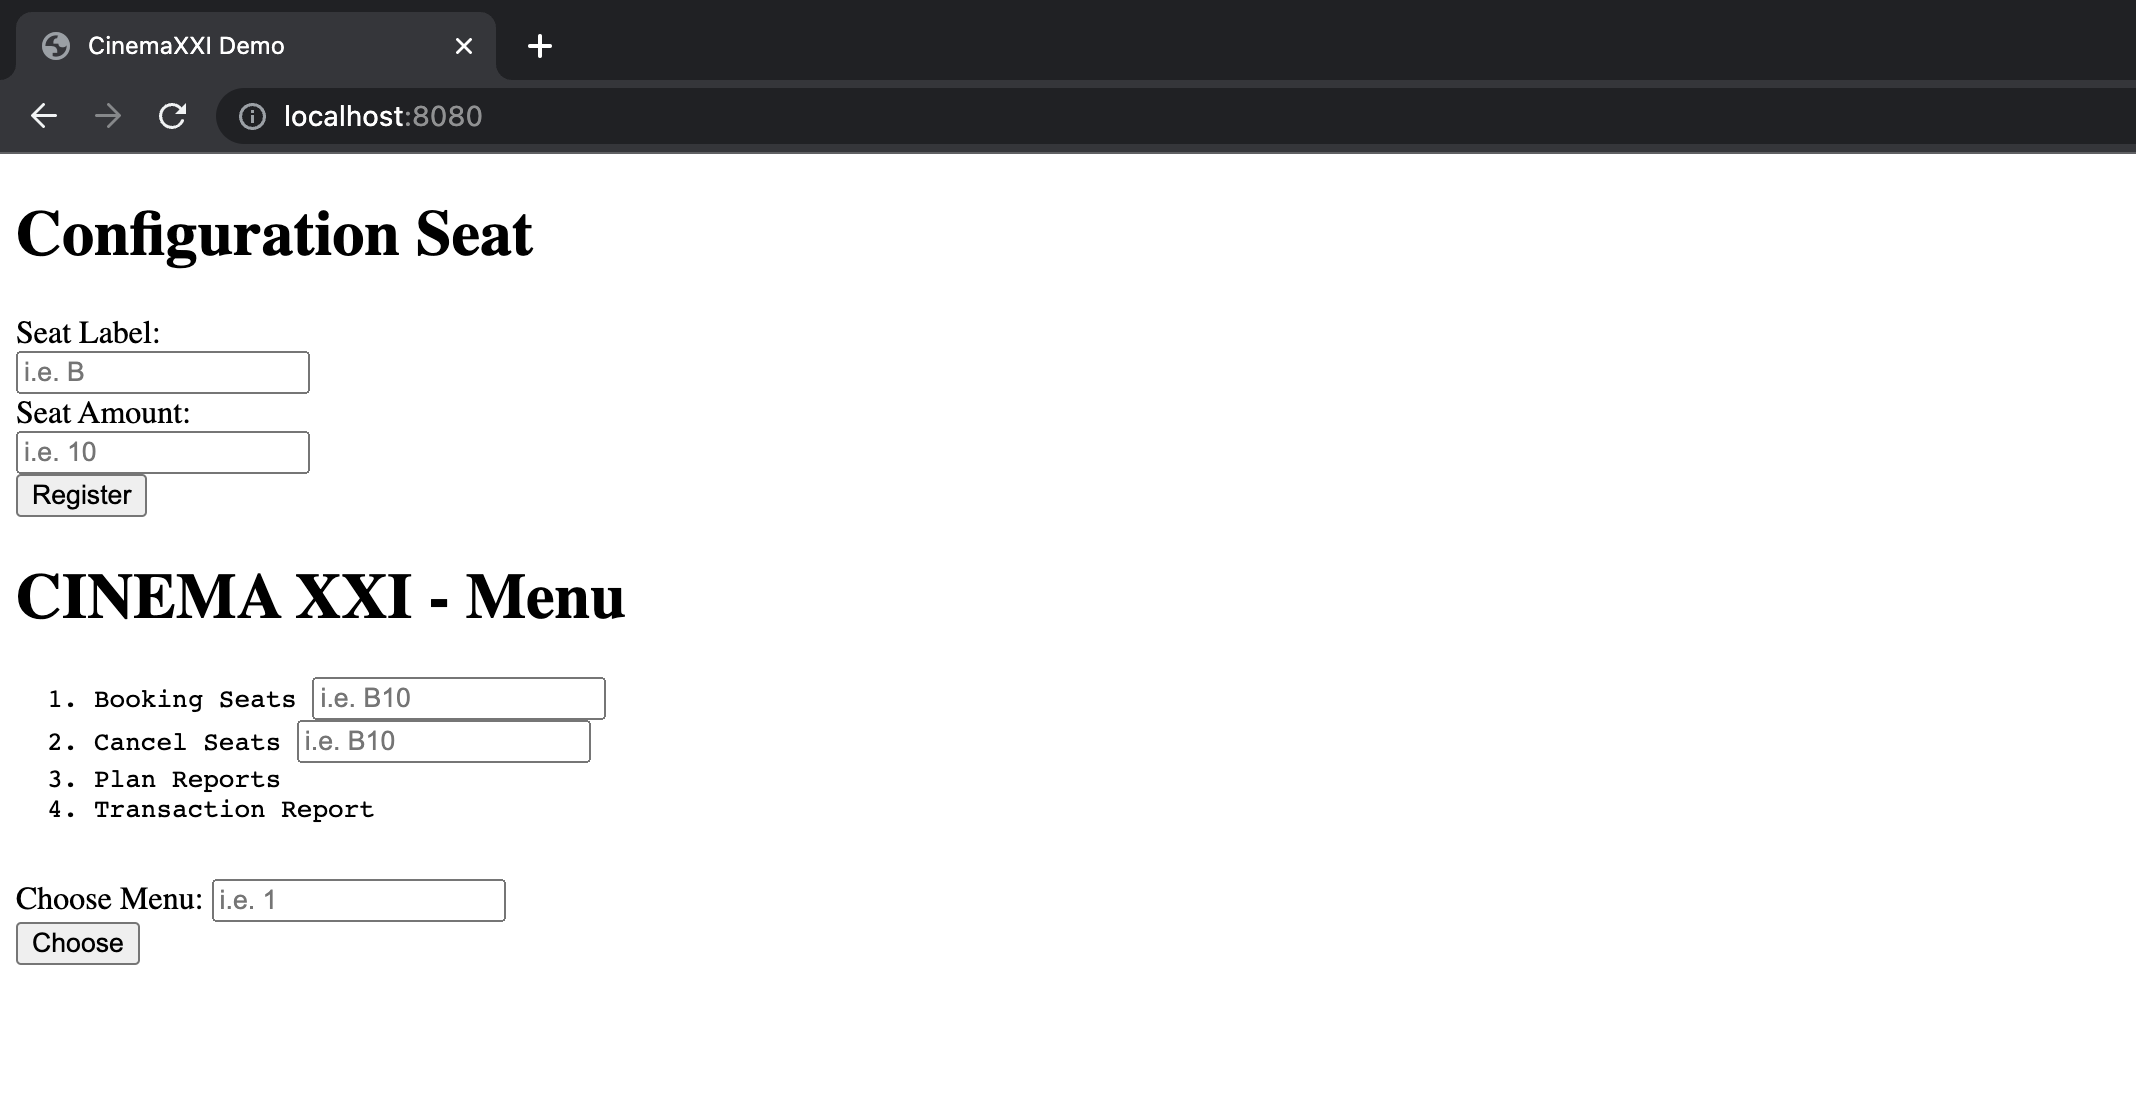 CinemaXXI Demo
localhost:8080
Configuration Seat
Seat Label:
i.e. B
Seat Amount:
i.e. 10
Register
CINEMA XXI - Menu
1. Booking Seats i.e. B10
2. Cancel Seats i.e. B10
3. Plan Reports
4. Transaction Report
Choose Menu: i.e. 1
Choose